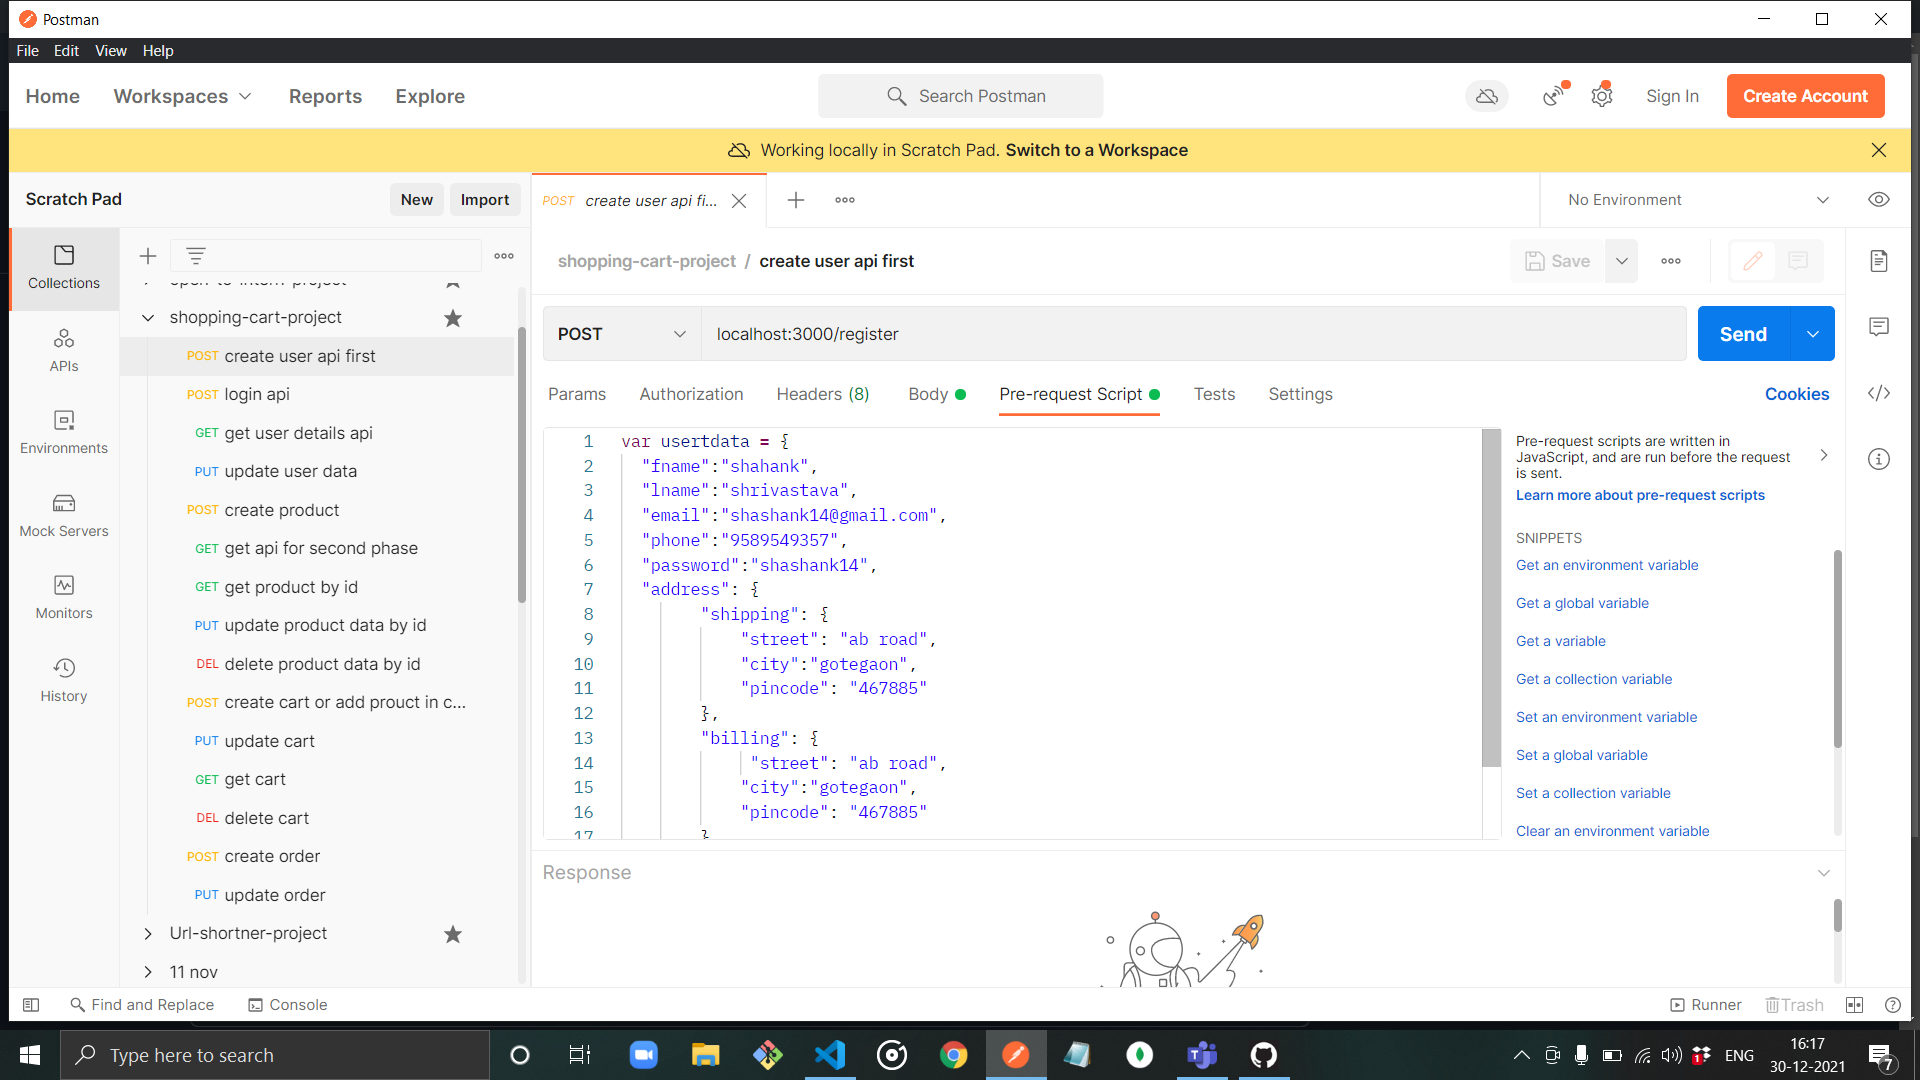 Postman
File Edit View Help
Home Workspaces Reports Explore
Search Postman
Sign In
Create Account
Working locally in Scratch Pad. Switch to a Workspace
Scratch Pad
New
Import
POST create user api fi...
No Environment
Collections
APIs
Environments
Mock Servers
Monitors
History
open-to-intern-project
shopping-cart-project
POST create user api first
POST login api
GET get user details api
PUT update user data
POST create product
GET get api for second phase
GET get product by id
PUT update product data by id
DEL delete product data by id
POST create cart or add prouct in c...
PUT update cart
GET get cart
DEL delete cart
POST create order
PUT update order
Url-shortner-project
11 nov
shopping-cart-project / create user api first
Save
POST
localhost:3000/register
Send
Params Authorization Headers (8) Body Pre-request Script Tests Settings
Cookies
1 var usertdata = {
2 "fname":"shahank",
3 "lname":"shrivastava",
4 "email":"shashank14@gmail.com",
5 "phone":"9589549357",
6 "password":"shashank14",
7 "address": {
8 "shipping": {
9 "street": "ab road",
10 "city":"gotegaon",
11 "pincode": "467885"
12 },
13 "billing": {
14 "street": "ab road",
15 "city":"gotegaon",
16 "pincode": "467885"
17 }
Pre-request scripts are written in
JavaScript, and are run before the request
is sent.
Learn more about pre-request scripts
SNIPPETS
Get an environment variable
Get a global variable
Get a variable
Get a collection variable
Set an environment variable
Set a global variable
Set a collection variable
Clear an environment variable
Response
Find and Replace
Console
Runner
Trash
Type here to search
1
ENG
16:17
30-12-2021
7